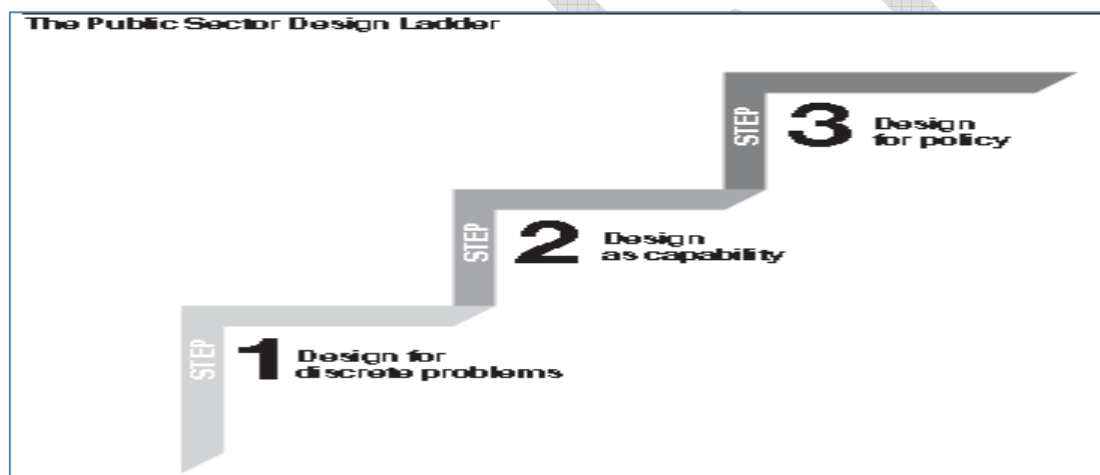 The Public Sector Design Ladder
STEP
3
Design
for policy
STEP
2
Design
as capability
STEP
1
Design for
discrete problems